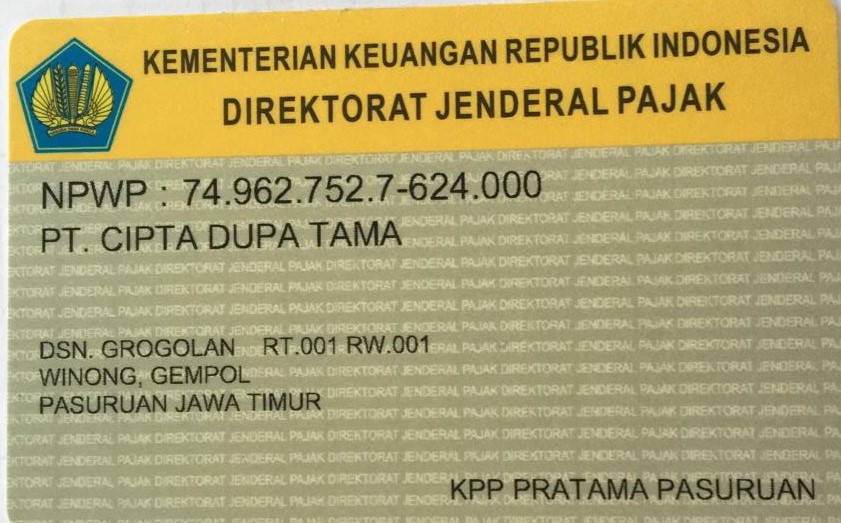 KEMENTERIAN KEUANGAN REPUBLIK INDONESIA
DIREKTORAT JENDERAL PAJAK
NPWP : 74.962.752.7-624.000
PT. CIPTA DUPA TAMA
DSN. GROGOLAN RT.001 RW.001
WINONG, GEMPOL
PASURUAN JAWA TIMUR
KPP PRATAMA PASURUAN